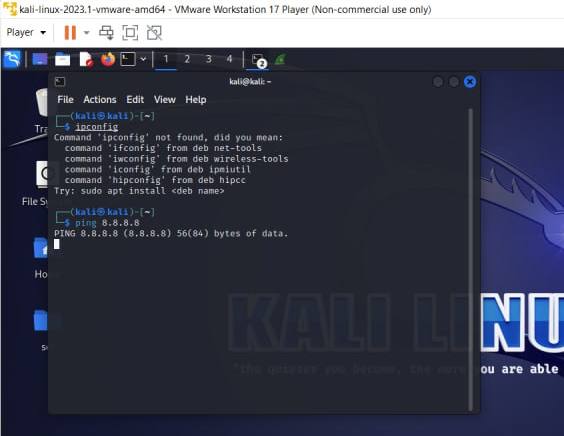 kali-linux-2023.1-vmware-amd64 - VMware Workstation 17 Player (Non-commercial use only)
Player
1 2 3 4 2
kali@kali: ~
File Actions Edit View Help
┌──(kali㉿kali)-[~]
└─$ ipconfig
Command 'ipconfig' not found, did you mean:
command 'ifconfig' from deb net-tools
command 'iwconfig' from deb wireless-tools
command 'iconfig' from deb ipmiutil
command 'hipconfig' from deb hipcc
Try: sudo apt install <deb name>
┌──(kali㉿kali)-[~]
└─$ ping 8.8.8.8
PING 8.8.8.8 (8.8.8.8) 56(84) bytes of data.
Tra
File Sy
Ho
KALI LINU
"the quieter you become, the more you are able